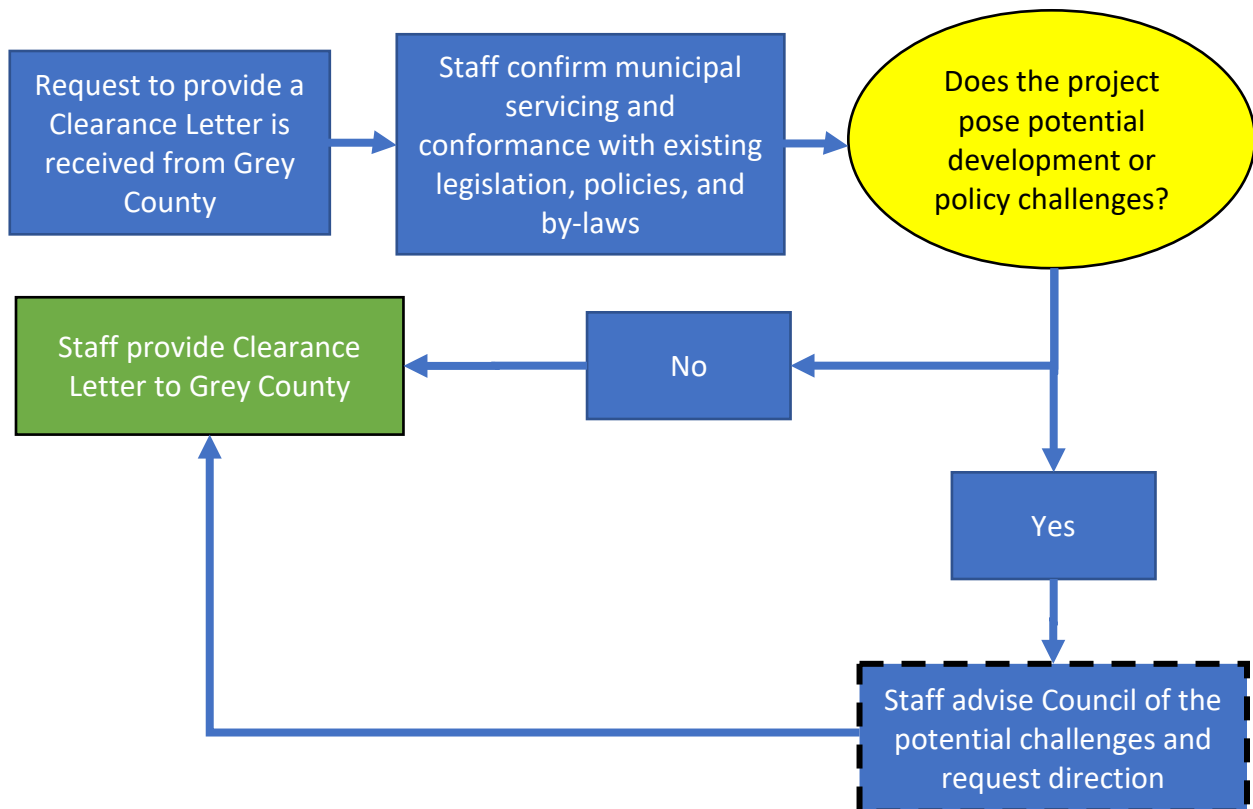 Request to provide a
Clearance Letter is
received from Grey
County
Staff confirm municipal
servicing and
conformance with existing
legislation, policies, and
by-laws
Does the project
pose potential
development or
policy challenges?
Staff provide Clearance
Letter to Grey County
No
Yes
Staff advise Council of the
potential challenges and
request direction